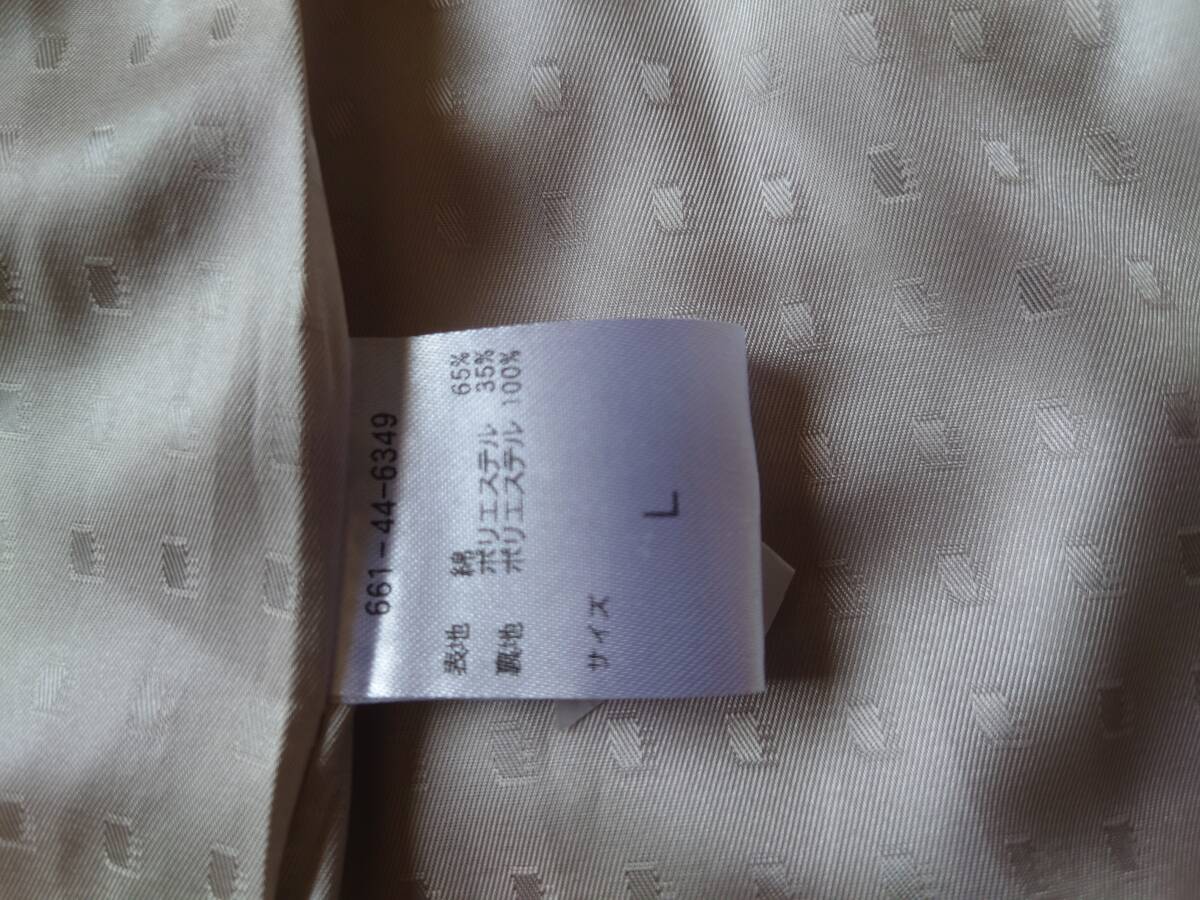 661-44-6349
表地 綿 65%
ポリエステル 35%
裏地 ポリエステル 100%
サイズ
L